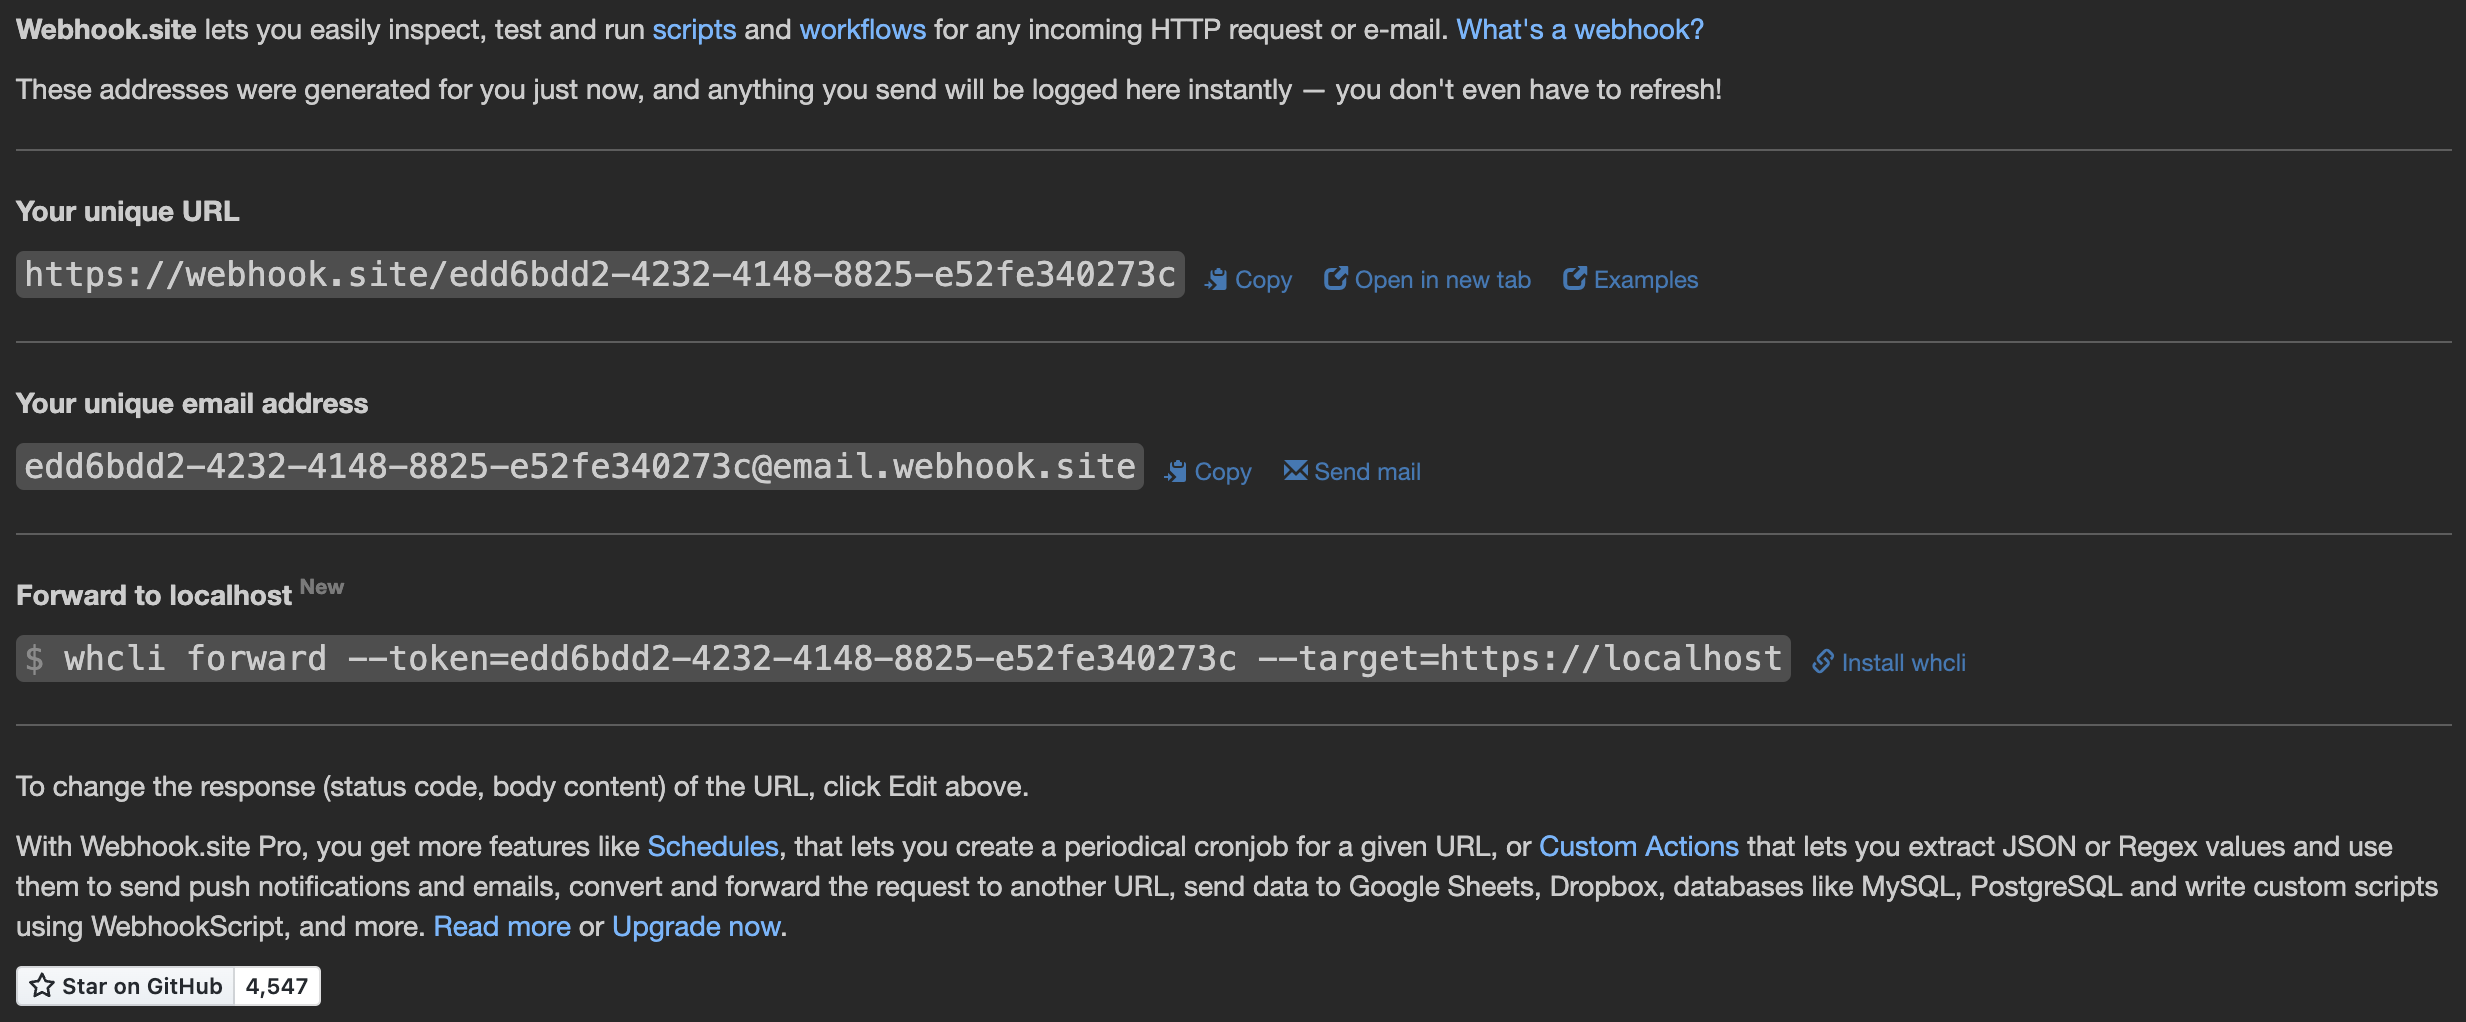 Webhook.site lets you easily inspect, test and run scripts and workflows for any incoming HTTP request or e-mail. What's a webhook?
These addresses were generated for you just now, and anything you send will be logged here instantly — you don't even have to refresh!
Your unique URL
https://webhook.site/edd6bdd2-4232-4148-8825-e52fe340273c Copy Open in new tab Examples
Your unique email address
edd6bdd2-4232-4148-8825-e52fe340273c@email.webhook.site Copy Send mail
Forward to localhost New
$ whcli forward --token=edd6bdd2-4232-4148-8825-e52fe340273c --target=https://localhost Install whcli
To change the response (status code, body content) of the URL, click Edit above.
With Webhook.site Pro, you get more features like Schedules, that lets you create a periodical cronjob for a given URL, or Custom Actions that lets you extract JSON or Regex values and use
them to send push notifications and emails, convert and forward the request to another URL, send data to Google Sheets, Dropbox, databases like MySQL, PostgreSQL and write custom scripts
using WebhookScript, and more. Read more or Upgrade now.
Star on GitHub 4,547